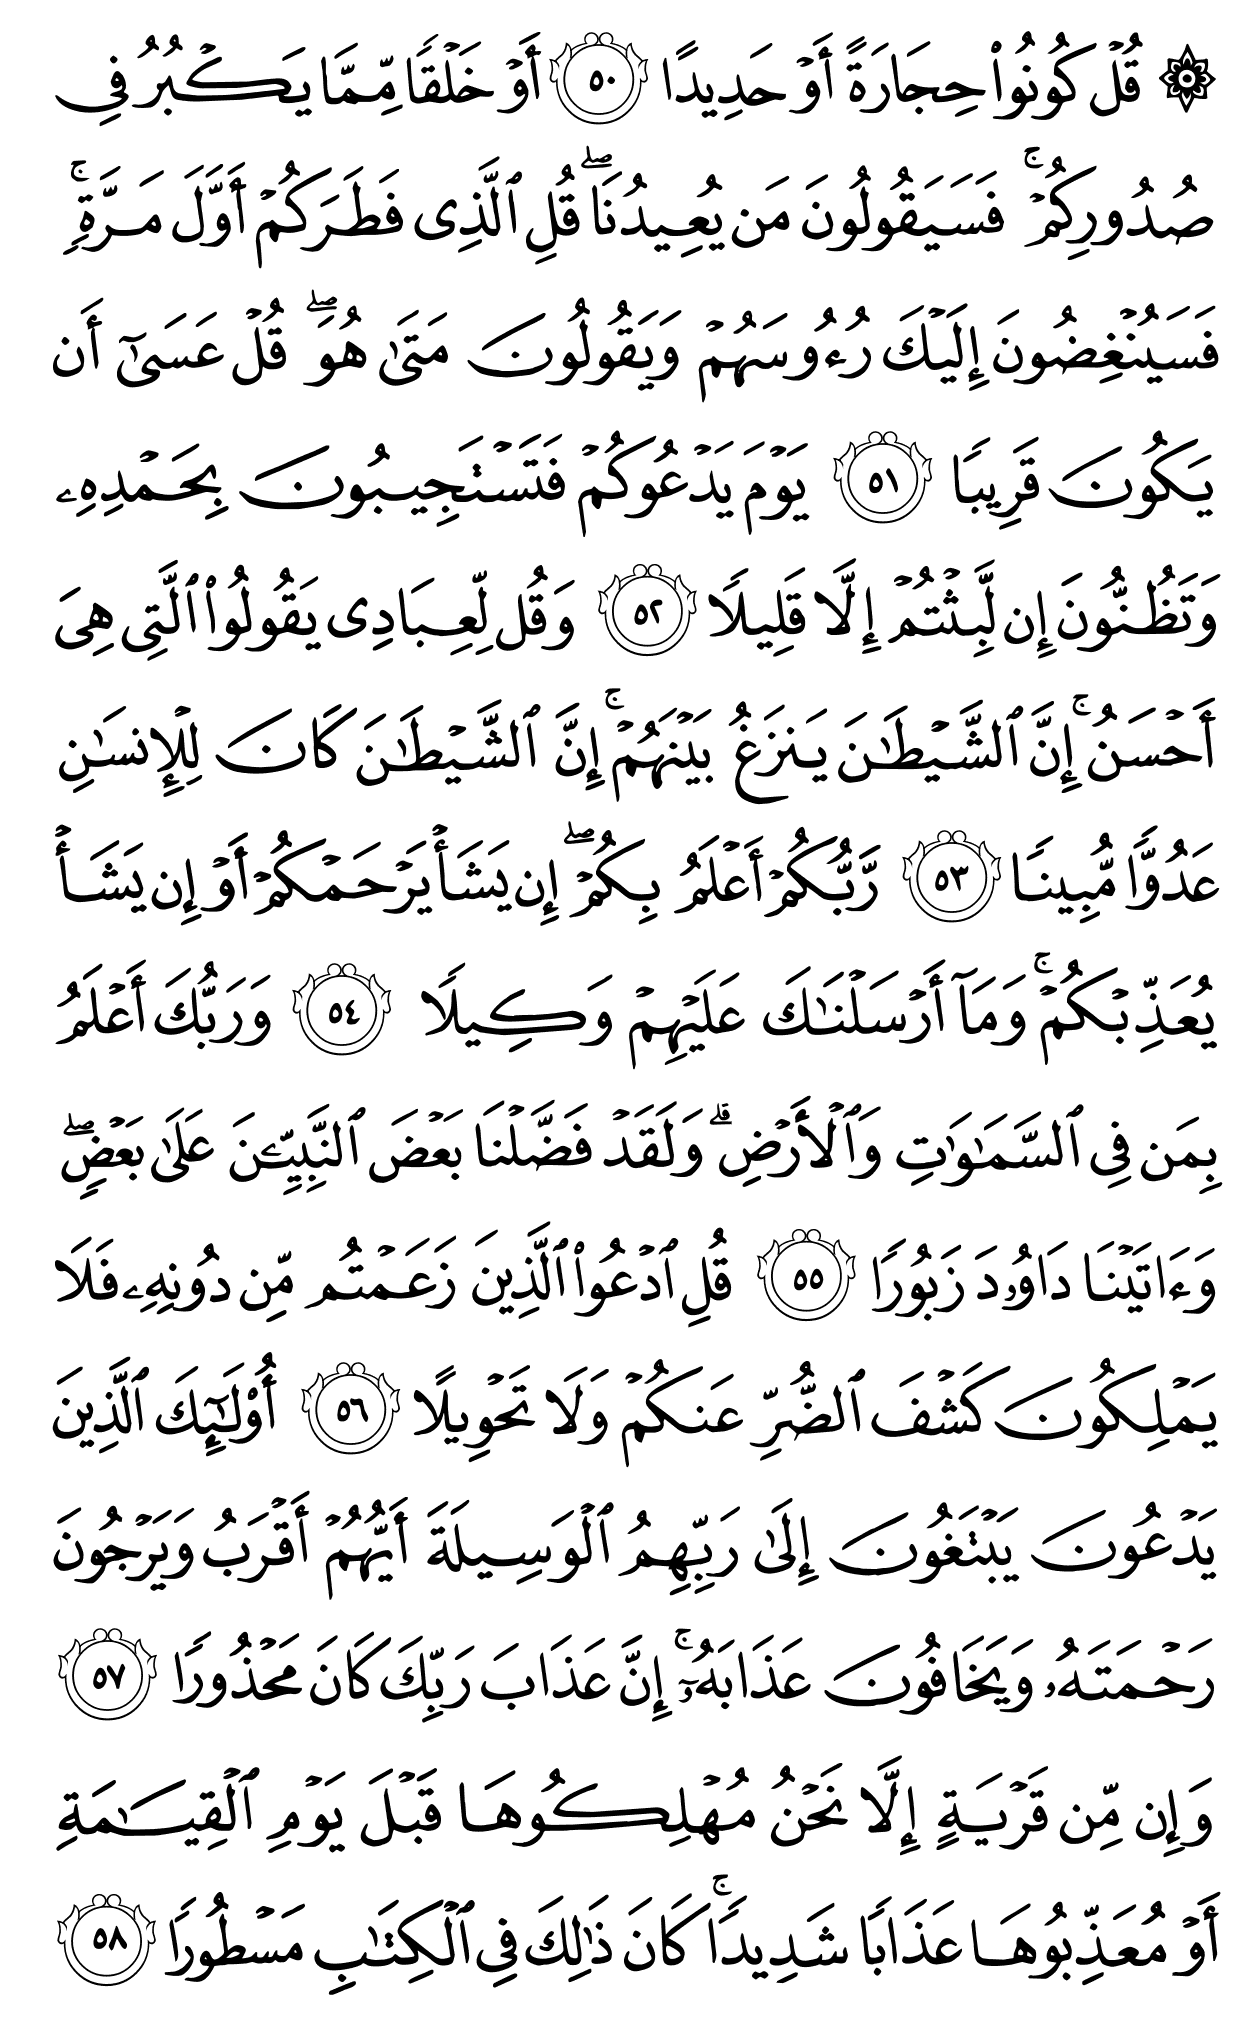 ۞ قُلۡ كُونُواْ حِجَارَةً أَوۡ حَدِيدًا ٥٠ أَوۡ خَلۡقٗا مِّمَّا يَكۡبُرُ فِي
صُدُورِكُمۡۚ فَسَيَقُولُونَ مَن يُعِيدُنَاۖ قُلِ ٱلَّذِي فَطَرَكُمۡ أَوَّلَ مَرَّةٖۚ
فَسَيُنۡغِضُونَ إِلَيۡكَ رُءُوسَهُمۡ وَيَقُولُونَ مَتَىٰ هُوَۖ قُلۡ عَسَىٰٓ أَن
يَكُونَ قَرِيبٗا ٥١ يَوۡمَ يَدۡعُوكُمۡ فَتَسۡتَجِيبُونَ بِحَمۡدِهِۦ
وَتَظُنُّونَ إِن لَّبِثۡتُمۡ إِلَّا قَلِيلٗا ٥٢ وَقُل لِّعِبَادِي يَقُولُواْ ٱلَّتِي هِيَ
أَحۡسَنُۚ إِنَّ ٱلشَّيۡطَٰنَ يَنزَغُ بَيۡنَهُمۡۚ إِنَّ ٱلشَّيۡطَٰنَ كَانَ لِلۡإِنسَٰنِ
عَدُوّٗا مُّبِينٗا ٥٣ رَّبُّكُمۡ أَعۡلَمُ بِكُمۡۖ إِن يَشَأۡ يَرۡحَمۡكُمۡ أَوۡ إِن يَشَأۡ
يُعَذِّبۡكُمۡۚ وَمَآ أَرۡسَلۡنَٰكَ عَلَيۡهِمۡ وَكِيلٗا ٥٤ وَرَبُّكَ أَعۡلَمُ
بِمَن فِي ٱلسَّمَٰوَٰتِ وَٱلۡأَرۡضِۗ وَلَقَدۡ فَضَّلۡنَا بَعۡضَ ٱلنَّبِيِّـۧنَ عَلَىٰ بَعۡضٖۖ
وَءَاتَيۡنَا دَاوُۥدَ زَبُورٗا ٥٥ قُلِ ٱدۡعُواْ ٱلَّذِينَ زَعَمۡتُم مِّن دُونِهِۦ فَلَا
يَمۡلِكُونَ كَشۡفَ ٱلضُّرِّ عَنكُمۡ وَلَا تَحۡوِيلًا ٥٦ أُوْلَٰٓئِكَ ٱلَّذِينَ
يَدۡعُونَ يَبۡتَغُونَ إِلَىٰ رَبِّهِمُ ٱلۡوَسِيلَةَ أَيُّهُمۡ أَقۡرَبُ وَيَرۡجُونَ
رَحۡمَتَهُۥ وَيَخَافُونَ عَذَابَهُۥٓۚ إِنَّ عَذَابَ رَبِّكَ كَانَ مَحۡذُورٗا ٥٧
وَإِن مِّن قَرۡيَةٍ إِلَّا نَحۡنُ مُهۡلِكُوهَا قَبۡلَ يَوۡمِ ٱلۡقِيَٰمَةِ
أَوۡ مُعَذِّبُوهَا عَذَابٗا شَدِيدٗاۚ كَانَ ذَٰلِكَ فِي ٱلۡكِتَٰبِ مَسۡطُورٗا ٥٨